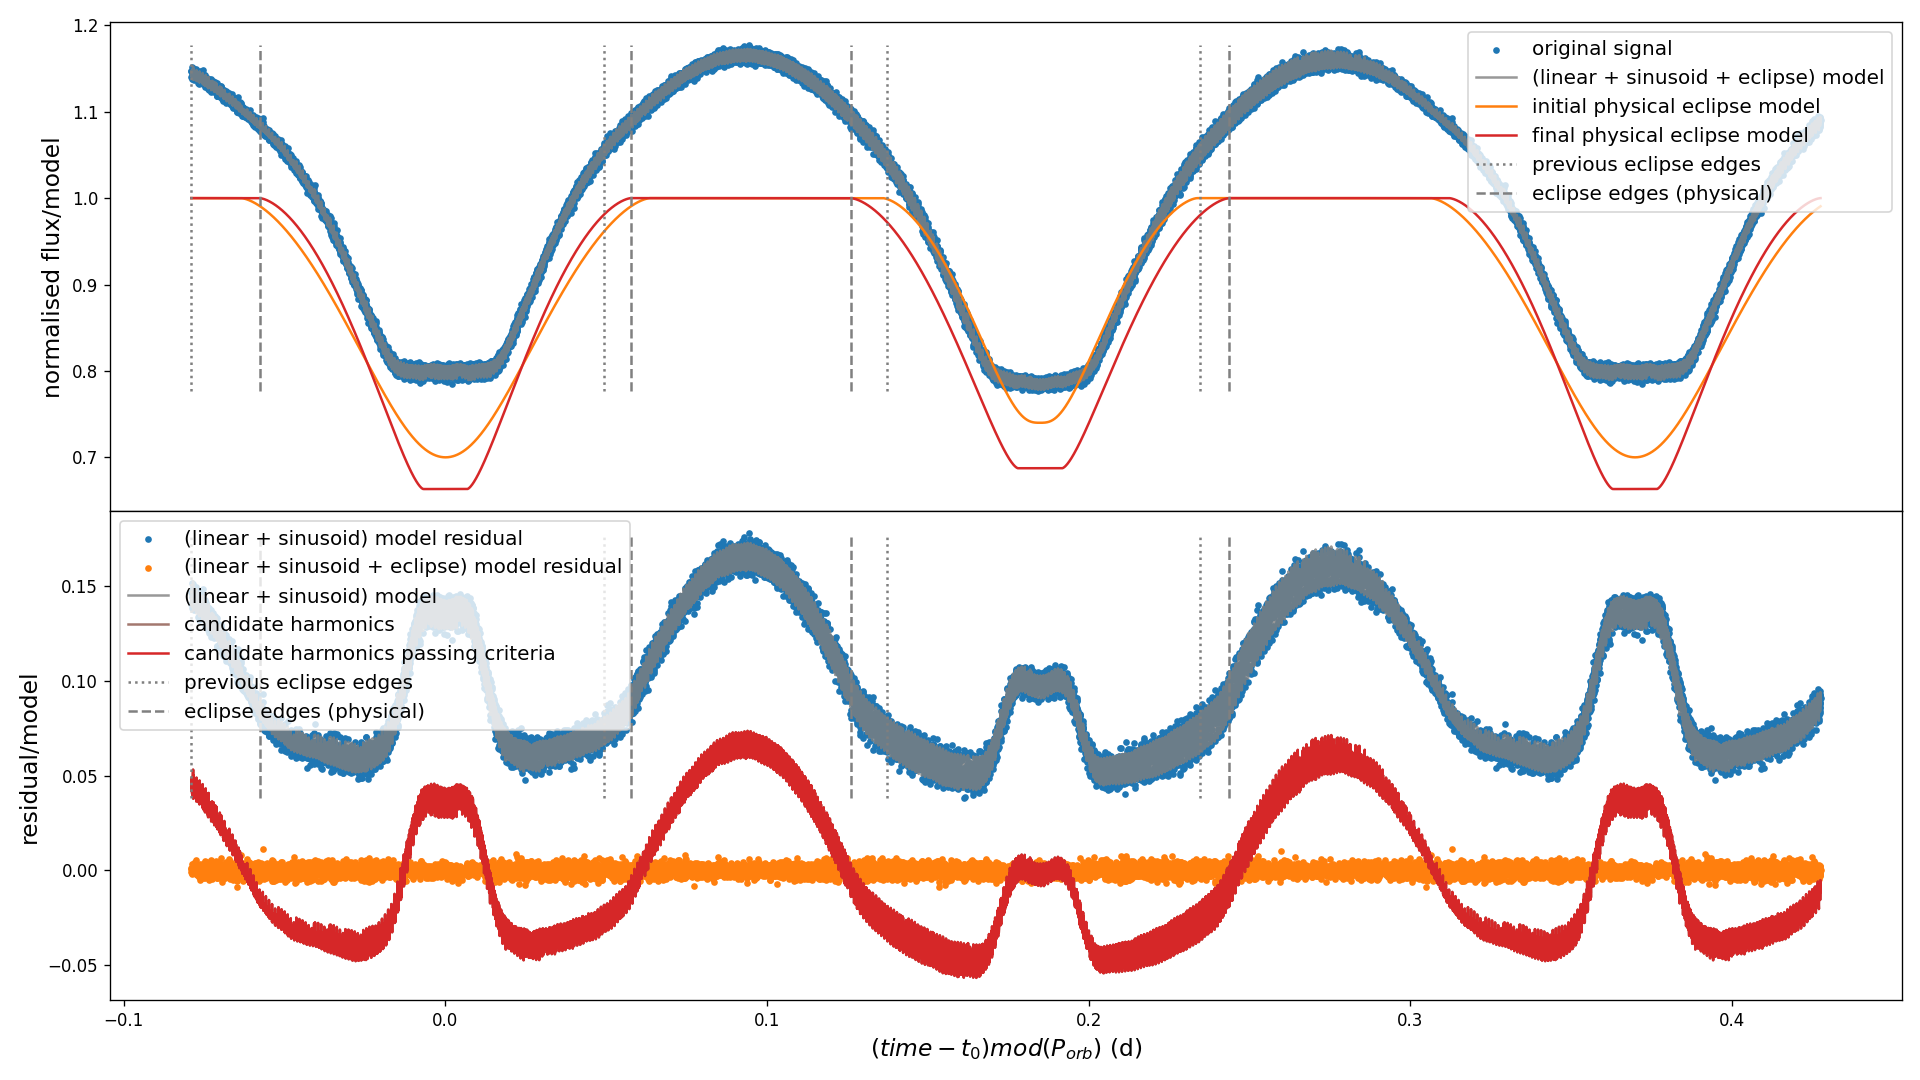 1.2
1.1
1.0
0.9
0.8
0.7
normalised flux/model
original signal
(linear + sinusoid + eclipse) model
initial physical eclipse model
final physical eclipse model
previous eclipse edges
eclipse edges (physical)
0.15
0.10
0.05
0.00
−0.05
residual/model
(linear + sinusoid) model residual
(linear + sinusoid + eclipse) model residual
(linear + sinusoid) model
candidate harmonics
candidate harmonics passing criteria
previous eclipse edges
eclipse edges (physical)
−0.1 0.0 0.1 0.2 0.3 0.4
(time − t₀)mod(P_orb) (d)